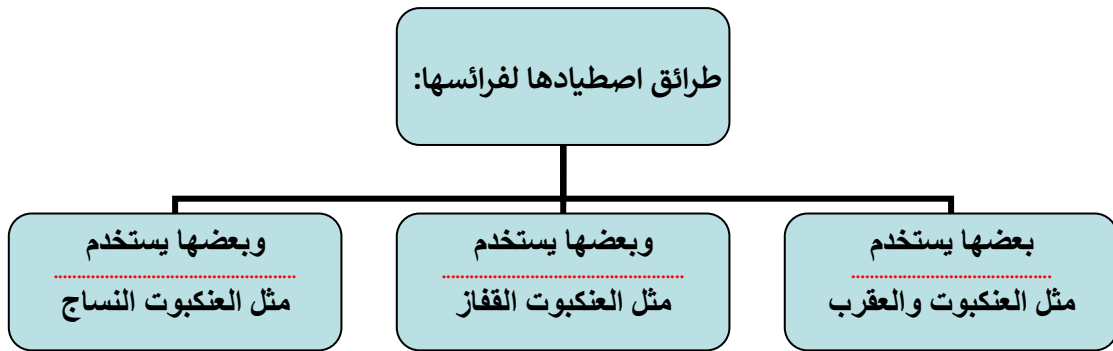 طرائق اصطيادها لفرائسها:
بعضها يستخدم
........................................
مثل العنكبوت والعقرب
وبعضها يستخدم
................................................
مثل العنكبوت القفاز
وبعضها يستخدم
................................................
مثل العنكبوت النساج